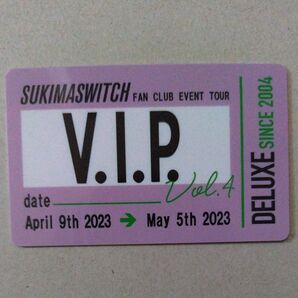 SUKIMASWITCH FAN CLUB EVENT TOUR
V.I.P.
Vol.4
date
April 9th 2023 → May 5th 2023
DELUXE SINCE 2004